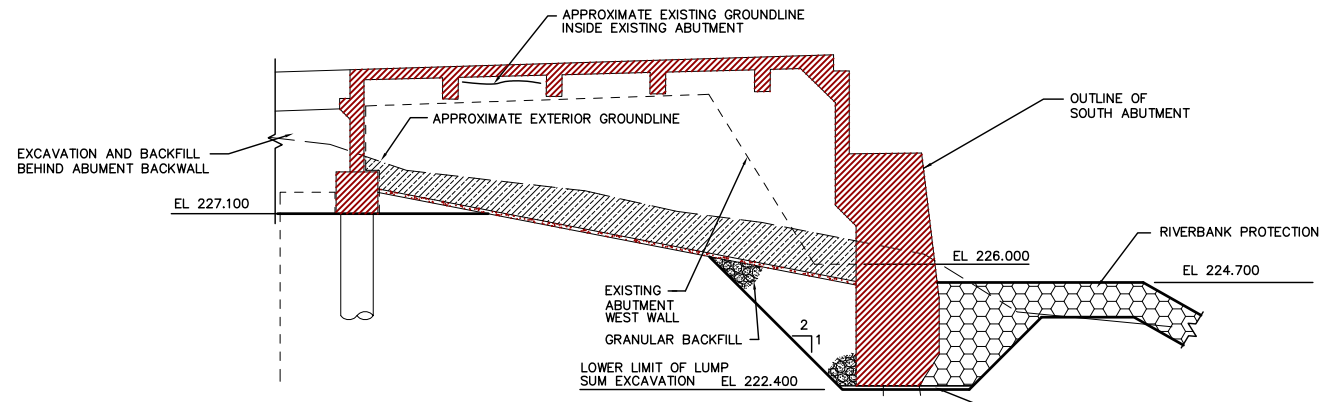 APPROXIMATE EXISTING GROUNDLINE
INSIDE EXISTING ABUTMENT
OUTLINE OF
SOUTH ABUTMENT
APPROXIMATE EXTERIOR GROUNDLINE
EXCAVATION AND BACKFILL
BEHIND ABUMENT BACKWALL
EL 227.100
RIVERBANK PROTECTION
EL 226.000
EL 224.700
EXISTING
ABUTMENT
WEST WALL
GRANULAR BACKFILL
2
1
LOWER LIMIT OF LUMP
SUM EXCAVATION EL 222.400